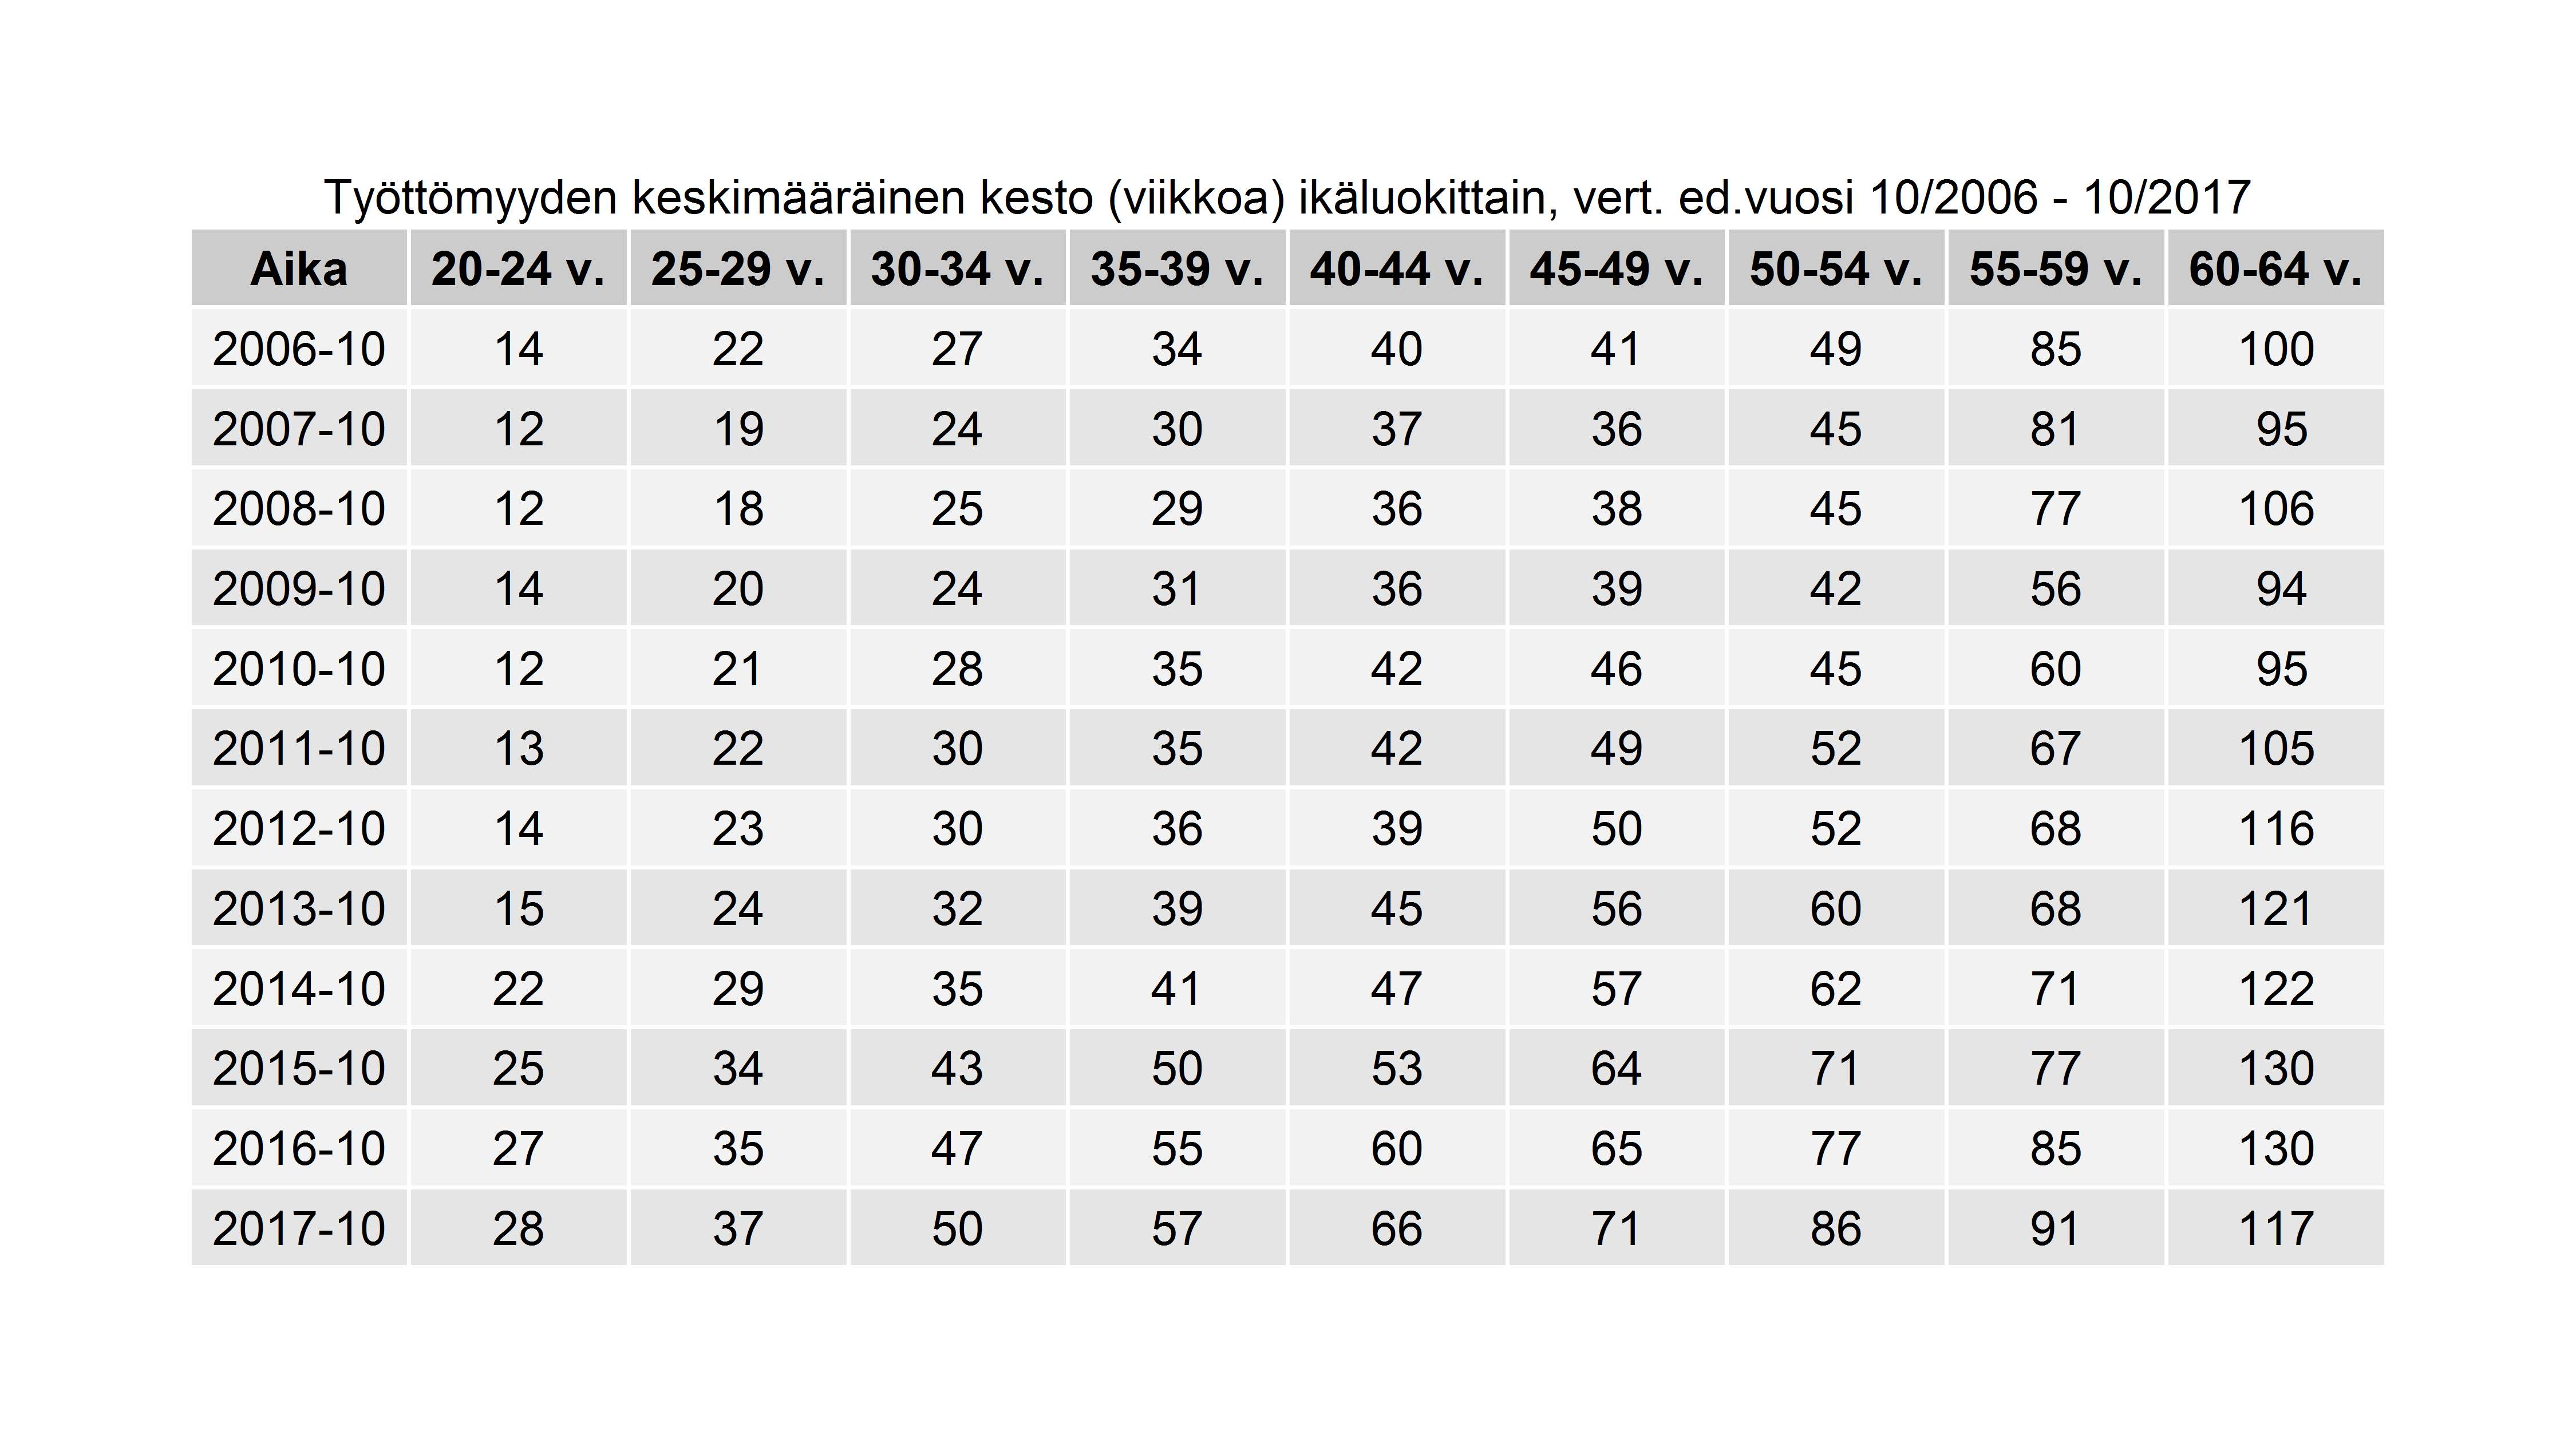 Työttömyyden keskimääräinen kesto (viikkoa) ikäluokittain, vert. ed.vuosi 10/2006 - 10/2017
Aika 20-24 v. 25-29 v. 30-34 v. 35-39 v. 40-44 v. 45-49 v. 50-54 v. 55-59 v. 60-64 v.
2006-10 14 22 27 34 40 41 49 85 100
2007-10 12 19 24 30 37 36 45 81 95
2008-10 12 18 25 29 36 38 45 77 106
2009-10 14 20 24 31 36 39 42 56 94
2010-10 12 21 28 35 42 46 45 60 95
2011-10 13 22 30 35 42 49 52 67 105
2012-10 14 23 30 36 39 50 52 68 116
2013-10 15 24 32 39 45 56 60 68 121
2014-10 22 29 35 41 47 57 62 71 122
2015-10 25 34 43 50 53 64 71 77 130
2016-10 27 35 47 55 60 65 77 85 130
2017-10 28 37 50 57 66 71 86 91 117